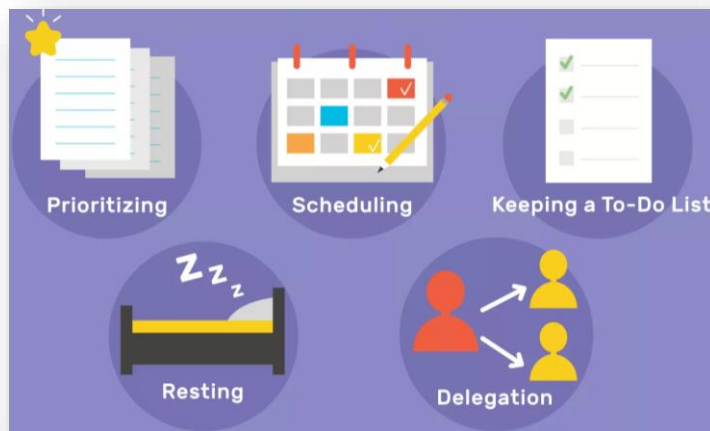 Prioritizing
Scheduling
Keeping a To-Do List
z z z
Resting
Delegation